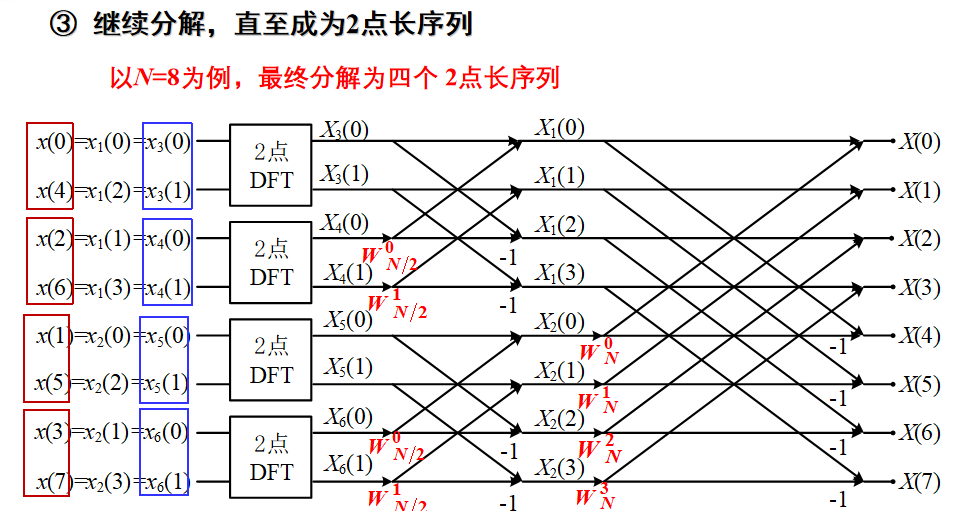 ③ 继续分解，直至成为2点长序列
以N=8为例，最终分解为四个 2点长序列
x(0)=x₁(0)=x₃(0) 2点 DFT X₃(0) X₁(0) X(0)
x(4)=x₁(2)=x₃(1) X₃(1) X₁(1) X(1)
x(2)=x₁(1)=x₄(0) 2点 DFT X₄(0) W⁰N/2 X₁(2) -1 X(2)
x(6)=x₁(3)=x₄(1) X₄(1) W¹N/2 X₁(3) -1 X(3)
x(1)=x₂(0)=x₅(0) 2点 DFT X₅(0) X₂(0) W⁰N -1 X(4)
x(5)=x₂(2)=x₅(1) X₅(1) X₂(1) W¹N -1 X(5)
x(3)=x₂(1)=x₆(0) 2点 DFT X₆(0) W⁰N/2 X₂(2) -1 W²N -1 X(6)
x(7)=x₂(3)=x₆(1) X₆(1) W¹N/2 X₂(3) -1 W³N -1 X(7)